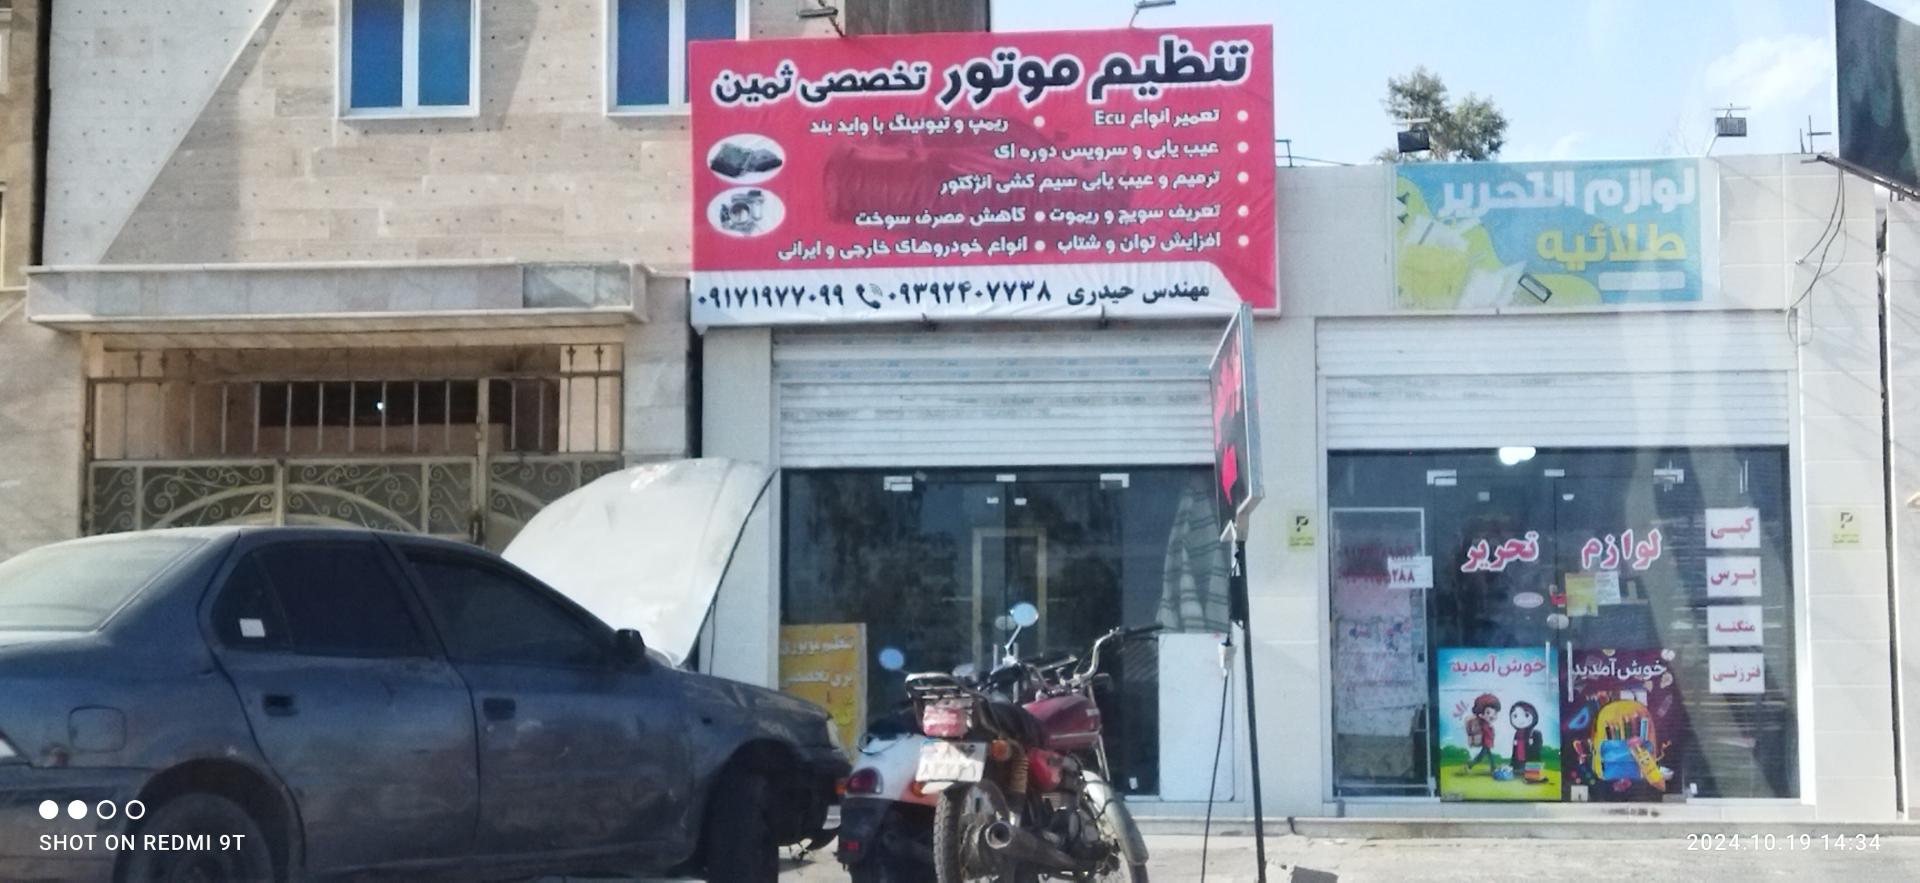 تنظیم موتور تخصصی ثمین
تعمیر انواع Ecu
ریمپ و تیونینگ با واید بند
عیب یابی و سرویس دوره ای
ترمیم و عیب یابی سیم کشی انژکتور
تعریف سویچ و ریموت
کاهش مصرف سوخت
افزایش توان و شتاب
انواع خودروهای خارجی و ایرانی
مهندس حیدری ۰۹۳۹۲۴۰۷۷۳۸
۰۹۱۷۱۹۷۷۰۹۹
لوازم التحریر
طلائیه
لوازم تحریر
کپی
پرس
منگنه
فنرزنی
خوش آمدید
خوش آمدید
تنظیم موتوری
P
P
SHOT ON REDMI 9T
2024.10.19 14:34